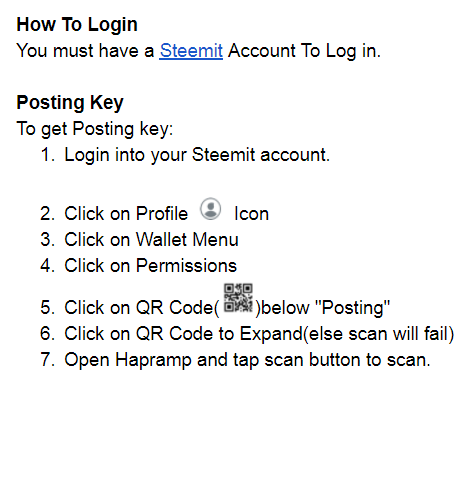 How To Login
You must have a Steemit Account To Log in.
Posting Key
To get Posting key:
1. Login into your Steemit account.
2. Click on Profile Icon
3. Click on Wallet Menu
4. Click on Permissions
5. Click on QR Code( )below "Posting"
6. Click on QR Code to Expand(else scan will fail)
7. Open Hapramp and tap scan button to scan.